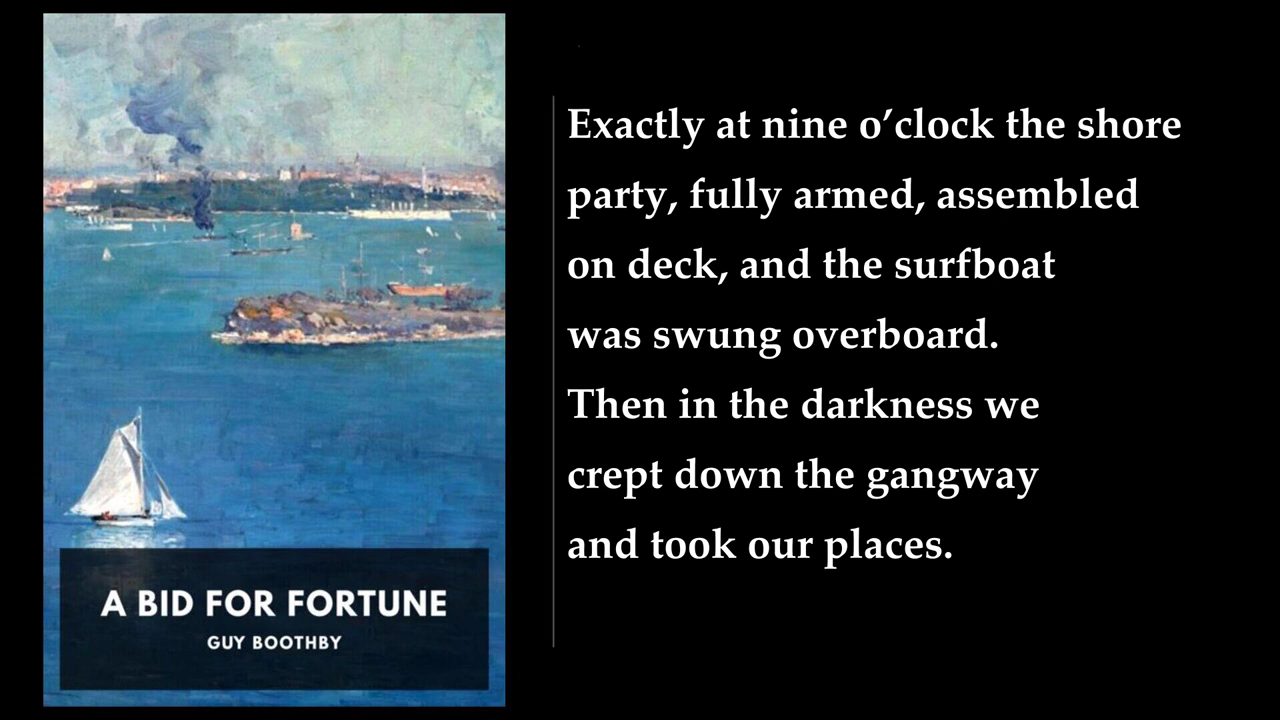 A BID FOR FORTUNE
GUY BOOTHBY
Exactly at nine o’clock the shore
party, fully armed, assembled
on deck, and the surfboat
was swung overboard.
Then in the darkness we
crept down the gangway
and took our places.